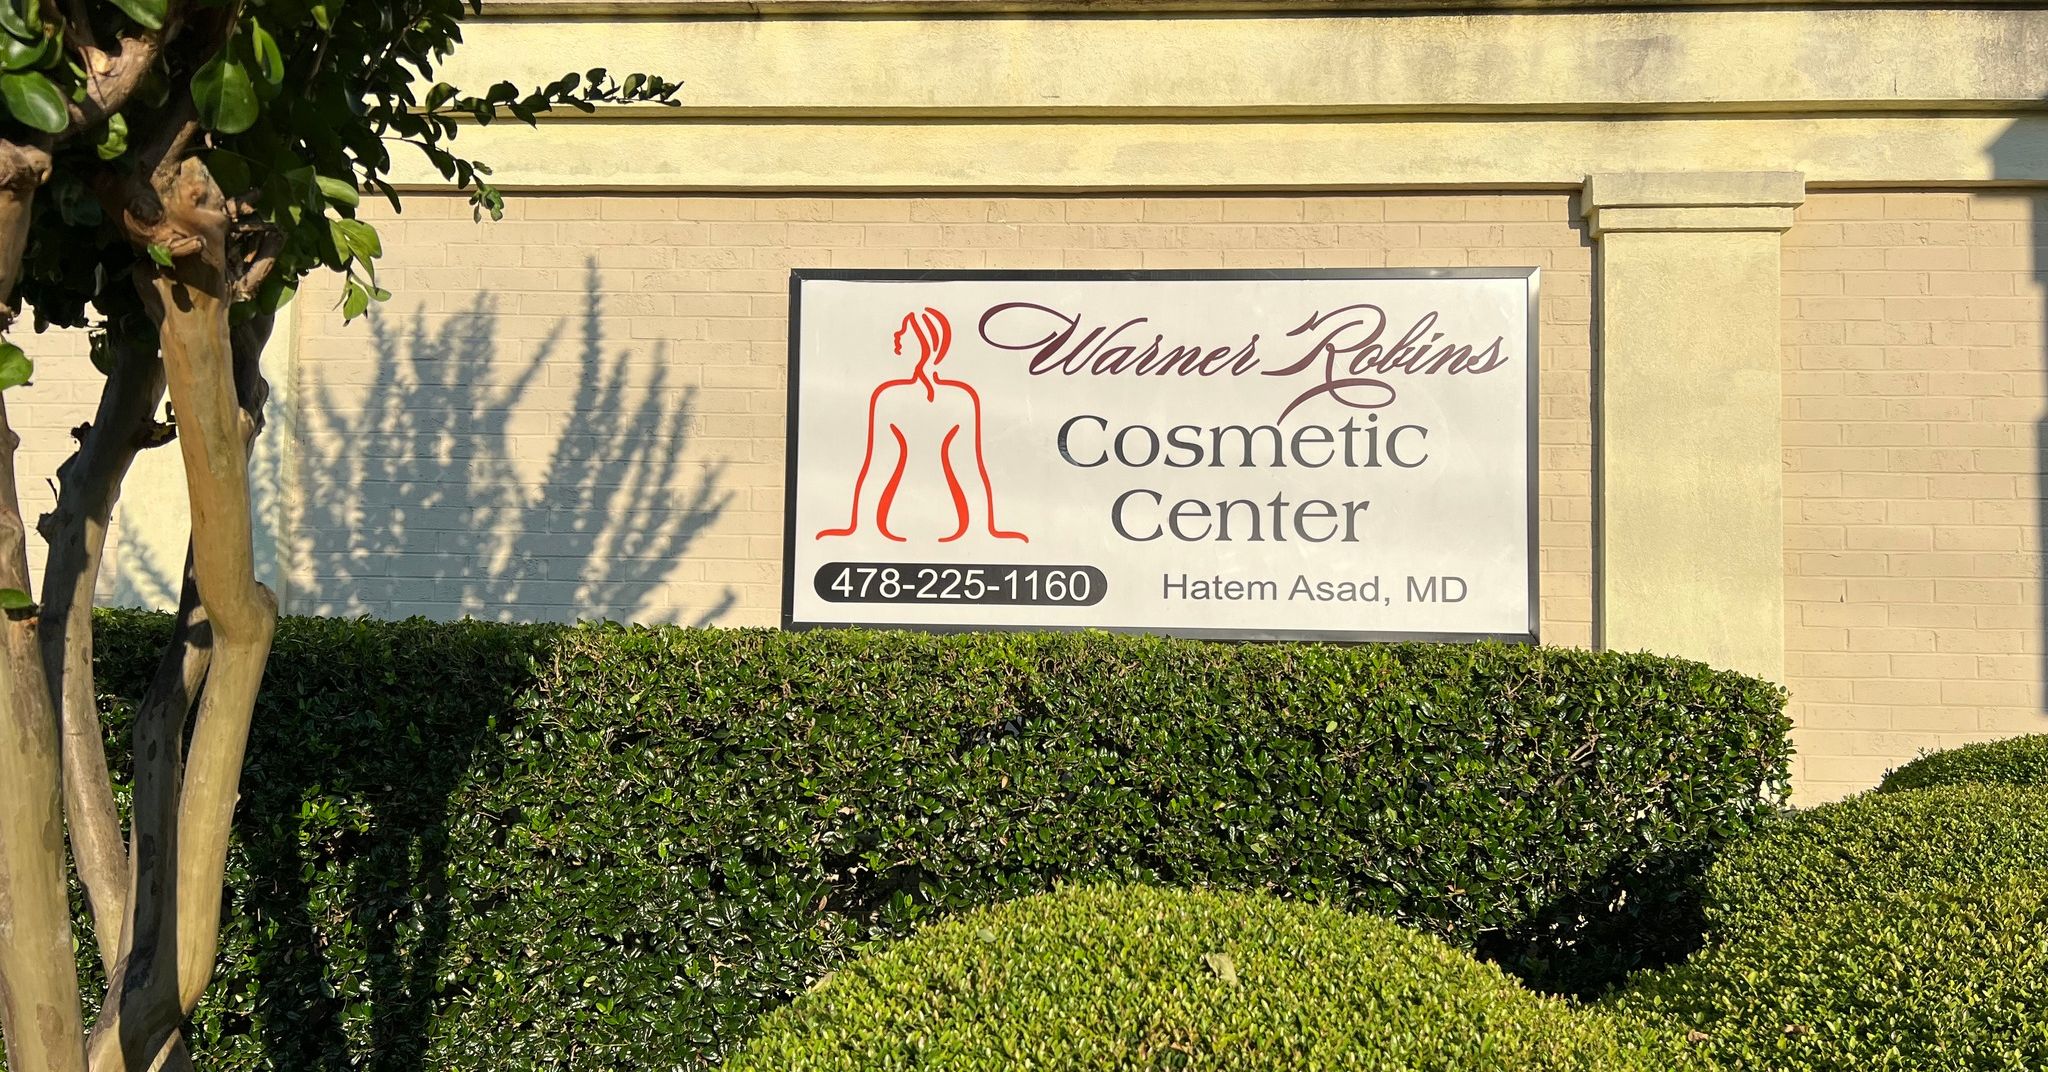 Warner Robins
Cosmetic
Center
478-225-1160
Hatem Asad, MD